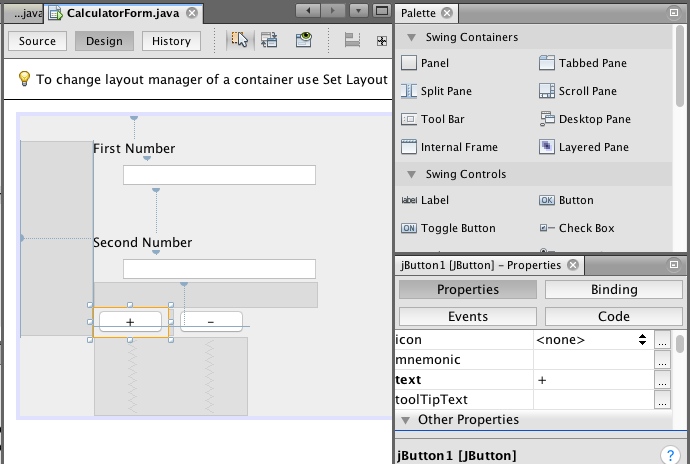 ...java
CalculatorForm.java
Source
Design
History
To change layout manager of a container use Set Layout
First Number
Second Number
+
-
Palette
Swing Containers
Panel
Tabbed Pane
Split Pane
Scroll Pane
Tool Bar
Desktop Pane
Internal Frame
Layered Pane
Swing Controls
label Label
OK Button
ON Toggle Button
Check Box
jButton1 [JButton] - Properties
Properties
Binding
Events
Code
icon <none> ...
mnemonic ...
text + ...
toolTipText ...
Other Properties
jButton1 [JButton] ?